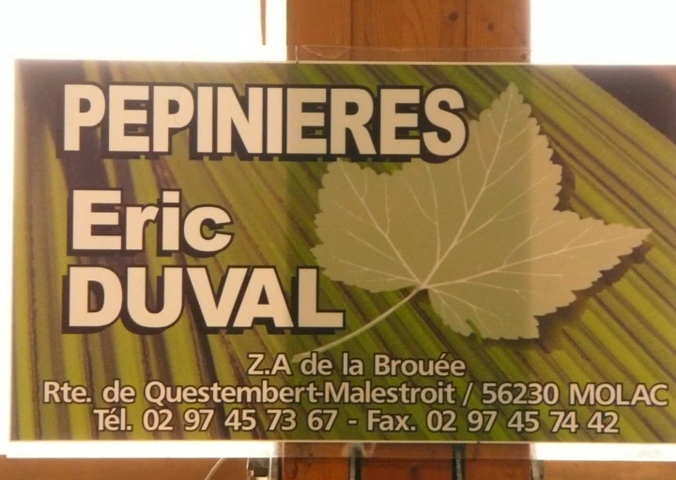 PEPINIERES
Eric
DUVAL
Z.A de la Brouée
Rte. de Questembert-Malestroit / 56230 MOLAC
Tél. 02 97 45 73 67 - Fax. 02 97 45 74 42